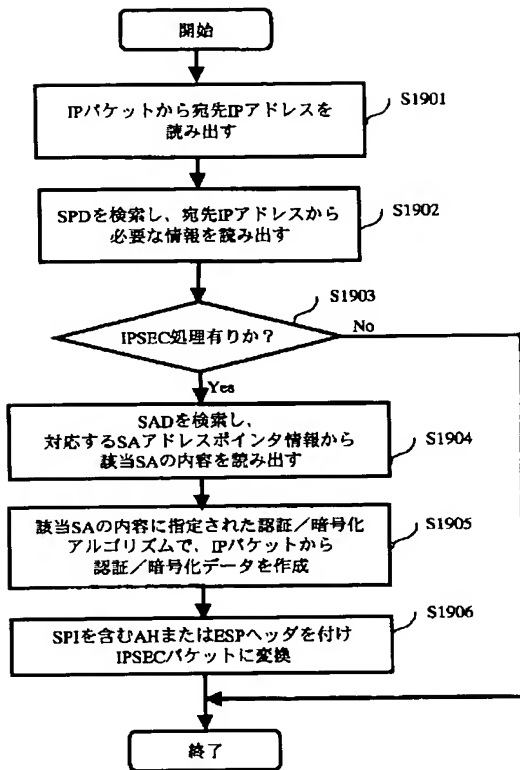 開始
IPパケットから宛先IPアドレスを
読み出す
S1901
SPDを検索し、宛先IPアドレスから
必要な情報を読み出す
S1902
IPSEC処理有りか？
S1903
No
Yes
SADを検索し、
対応するSAアドレスポインタ情報から
該当SAの内容を読み出す
S1904
該当SAの内容に指定された認証／暗号化
アルゴリズムで、IPパケットから
認証／暗号化データを作成
S1905
SPIを含むAHまたはESPヘッダを付け
IPSECパケットに変換
S1906
終了